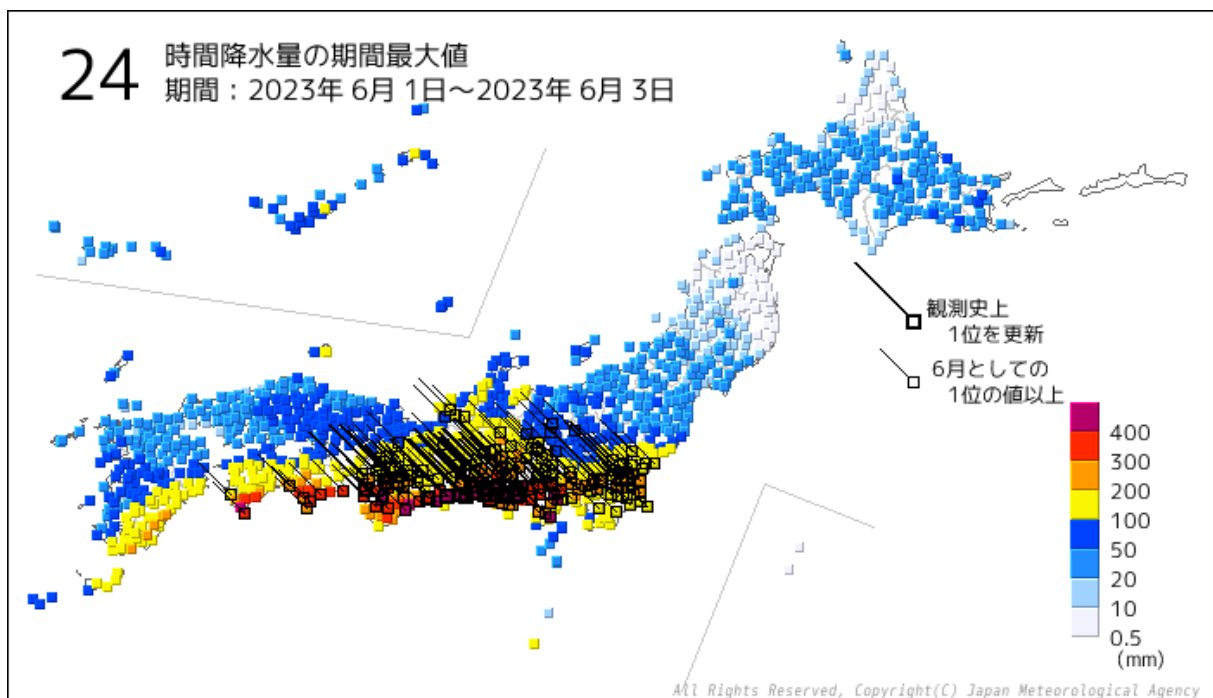 24
時間降水量の期間最大値
期間：2023年 6月 1日～2023年 6月 3日
観測史上
1位を更新
6月としての
1位の値以上
400
300
200
100
50
20
10
0.5
(mm)
All Rights Reserved, Copyright(C) Japan Meteorological Agency